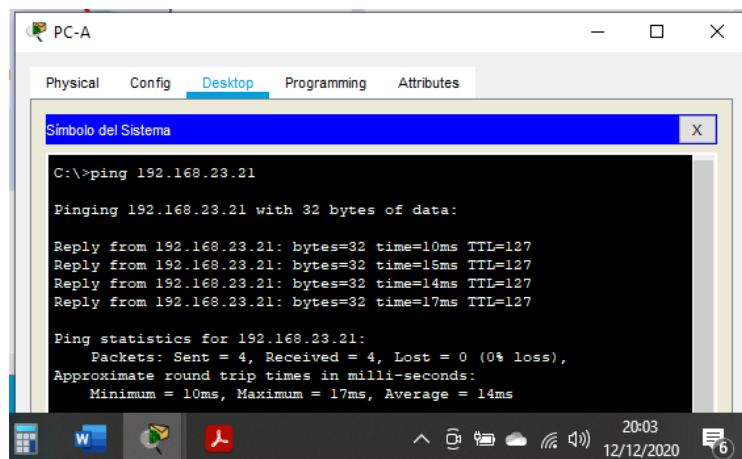 PC-A
Physical Config Desktop Programming Attributes
Símbolo del Sistema X
C:\>ping 192.168.23.21
Pinging 192.168.23.21 with 32 bytes of data:
Reply from 192.168.23.21: bytes=32 time=10ms TTL=127
Reply from 192.168.23.21: bytes=32 time=15ms TTL=127
Reply from 192.168.23.21: bytes=32 time=14ms TTL=127
Reply from 192.168.23.21: bytes=32 time=17ms TTL=127
Ping statistics for 192.168.23.21:
Packets: Sent = 4, Received = 4, Lost = 0 (0% loss),
Approximate round trip times in milli-seconds:
Minimum = 10ms, Maximum = 17ms, Average = 14ms
W
20:03
12/12/2020
6